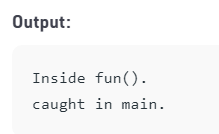 Output:
Inside fun().
caught in main.